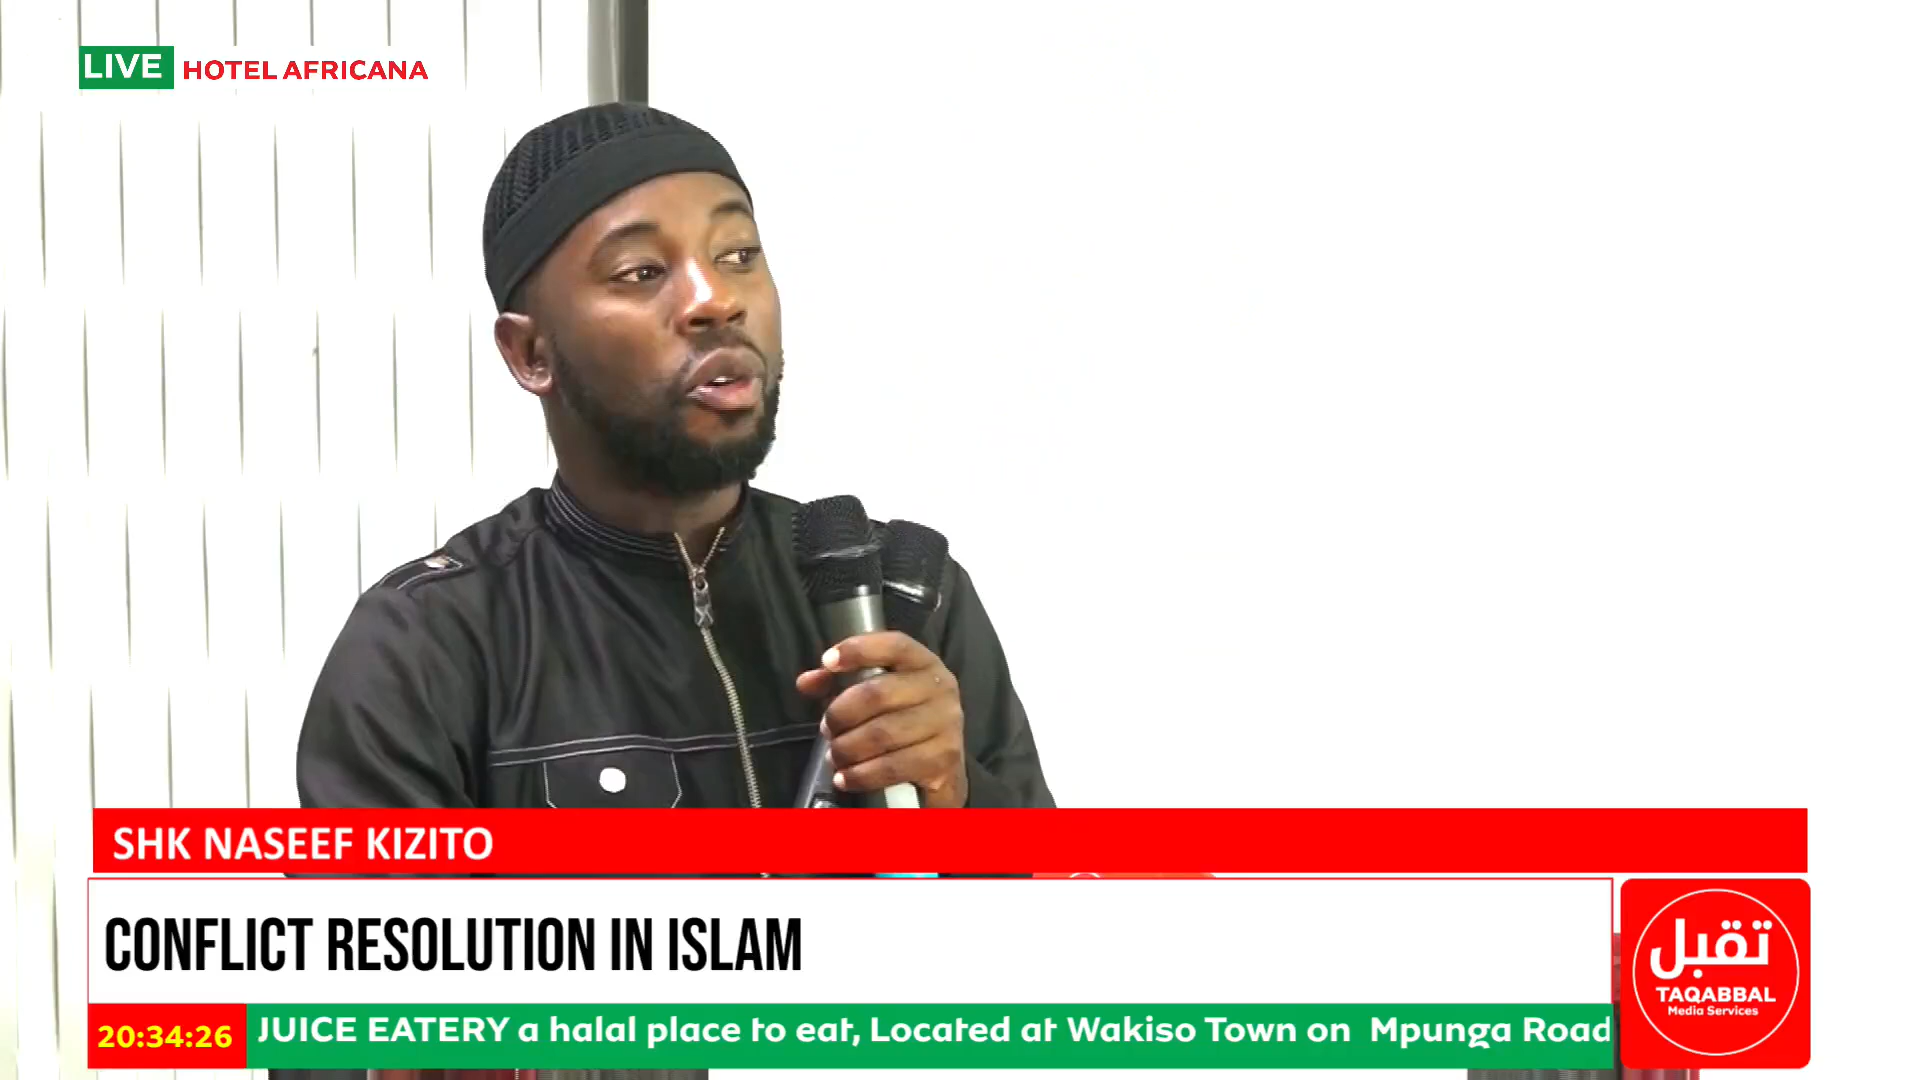 LIVE HOTEL AFRICANA
SHK NASEEF KIZITO
CONFLICT RESOLUTION IN ISLAM
تقبل
TAQABBAL
Media Services
20:34:26 JUICE EATERY a halal place to eat, Located at Wakiso Town on Mpunga Road